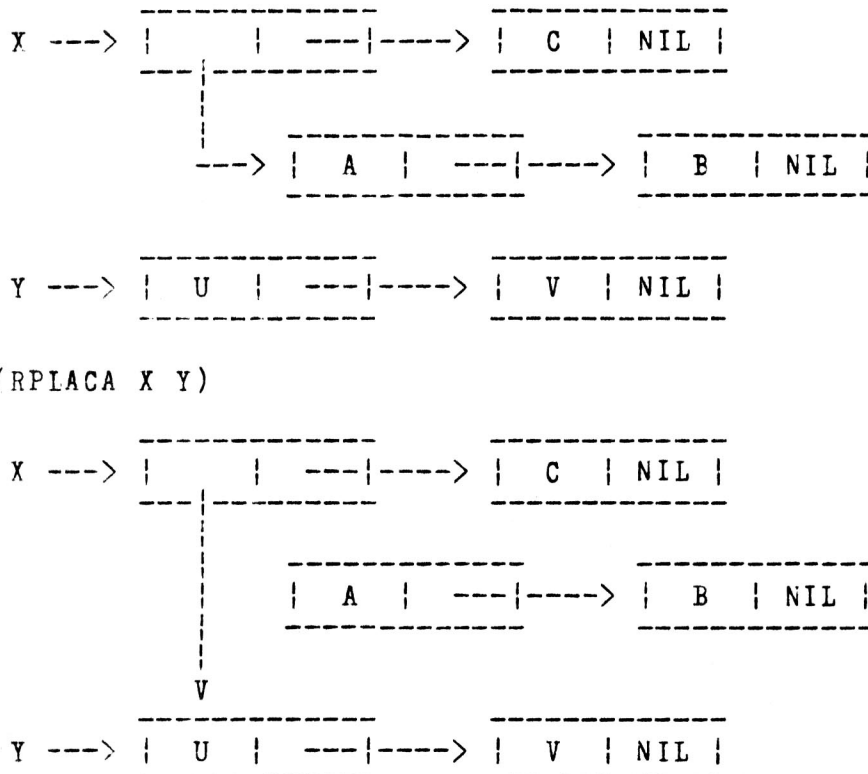 X ---> |       |   ---|----> |   C   | NIL |
---> |   A   |   ---|----> |   B   | NIL |
Y ---> |   U   |   ---|----> |   V   | NIL |
(RPLACA X Y)
X ---> |       |   ---|----> |   C   | NIL |
|   A   |   ---|----> |   B   | NIL |
V
Y ---> |   U   |   ---|----> |   V   | NIL |